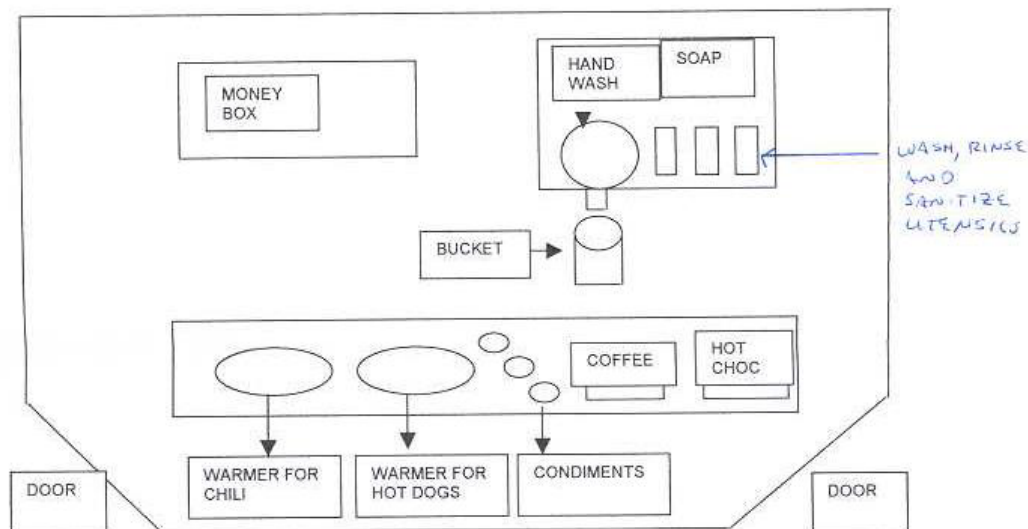 MONEY
BOX
HAND
WASH
SOAP
WASH, RINSE
AND
SANITIZE
UTENSILS
BUCKET
COFFEE
HOT
CHOC
WARMER FOR
CHILI
WARMER FOR
HOT DOGS
CONDIMENTS
DOOR
DOOR